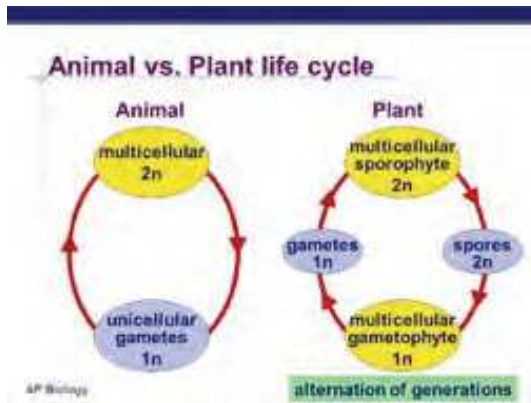 Animal vs. Plant life cycle
Animal
multicellular
2n
unicellular
gametes
1n
Plant
multicellular
sporophyte
2n
gametes
1n
spores
2n
multicellular
gametophyte
1n
AP Biology
alternation of generations